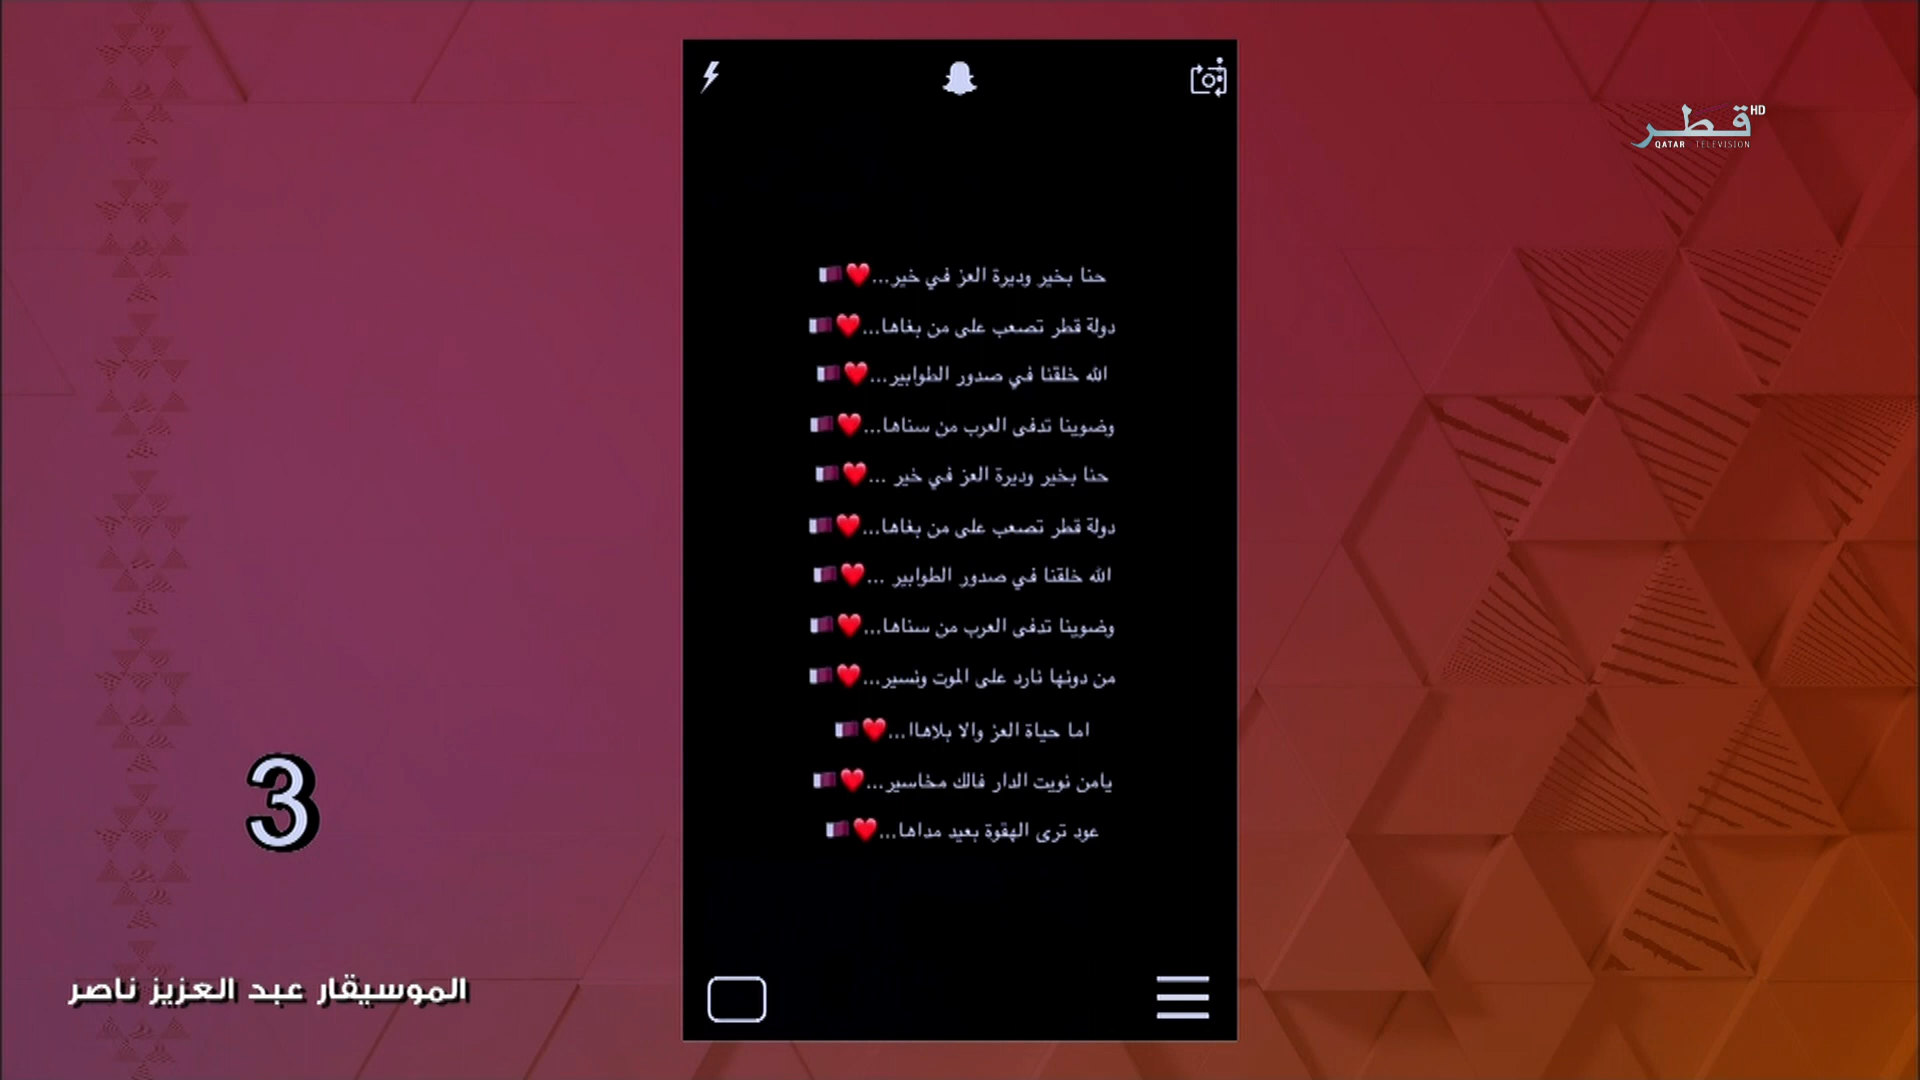 قطر HD
QATAR TELEVISION
حنا بخير وديرة العز في خير...❤️🇶🇦
دولة قطر تصعب على من بغاها...❤️🇶🇦
الله خلقنا في صدور الطوابير...❤️🇶🇦
وضوينا تدفى العرب من سناها...❤️🇶🇦
حنا بخير وديرة العز في خير ...❤️🇶🇦
دولة قطر تصعب على من بغاها...❤️🇶🇦
الله خلقنا في صدور الطوابير ...❤️🇶🇦
وضوينا تدفى العرب من سناها...❤️🇶🇦
من دونها نارد على الموت ونسير...❤️🇶🇦
اما حياة العز والا بلاهاا...❤️🇶🇦
يامن نويت الدار فالك مخاسير...❤️🇶🇦
عود ترى الهقوة بعيد مداها...❤️🇶🇦
3
الموسيقار عبد العزيز ناصر